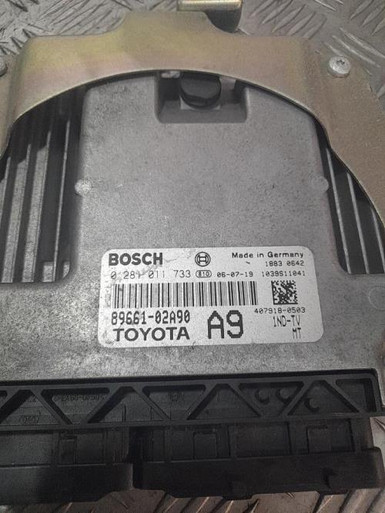 BOSCH Made in Germany
1883 0642
0 281 011 733 06-07-19 1039S11041
407918-0503
89661-02A90 A9 1ND-TV
TOYOTA MT